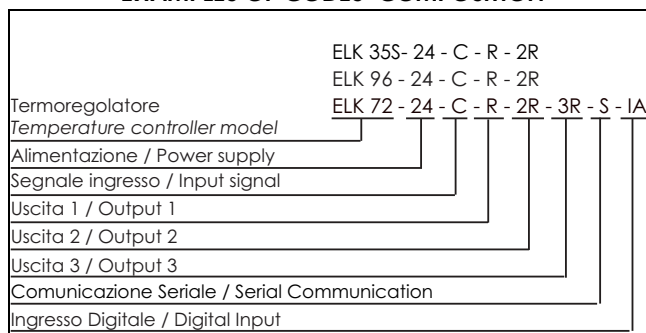 ELK 35S- 24 - C - R - 2R
ELK 96 - 24 - C - R - 2R
Termoregolatore ELK 72 - 24 - C - R - 2R - 3R - S - IA
Temperature controller model
Alimentazione / Power supply
Segnale ingresso / Input signal
Uscita 1 / Output 1
Uscita 2 / Output 2
Uscita 3 / Output 3
Comunicazione Seriale / Serial Communication
Ingresso Digitale / Digital Input